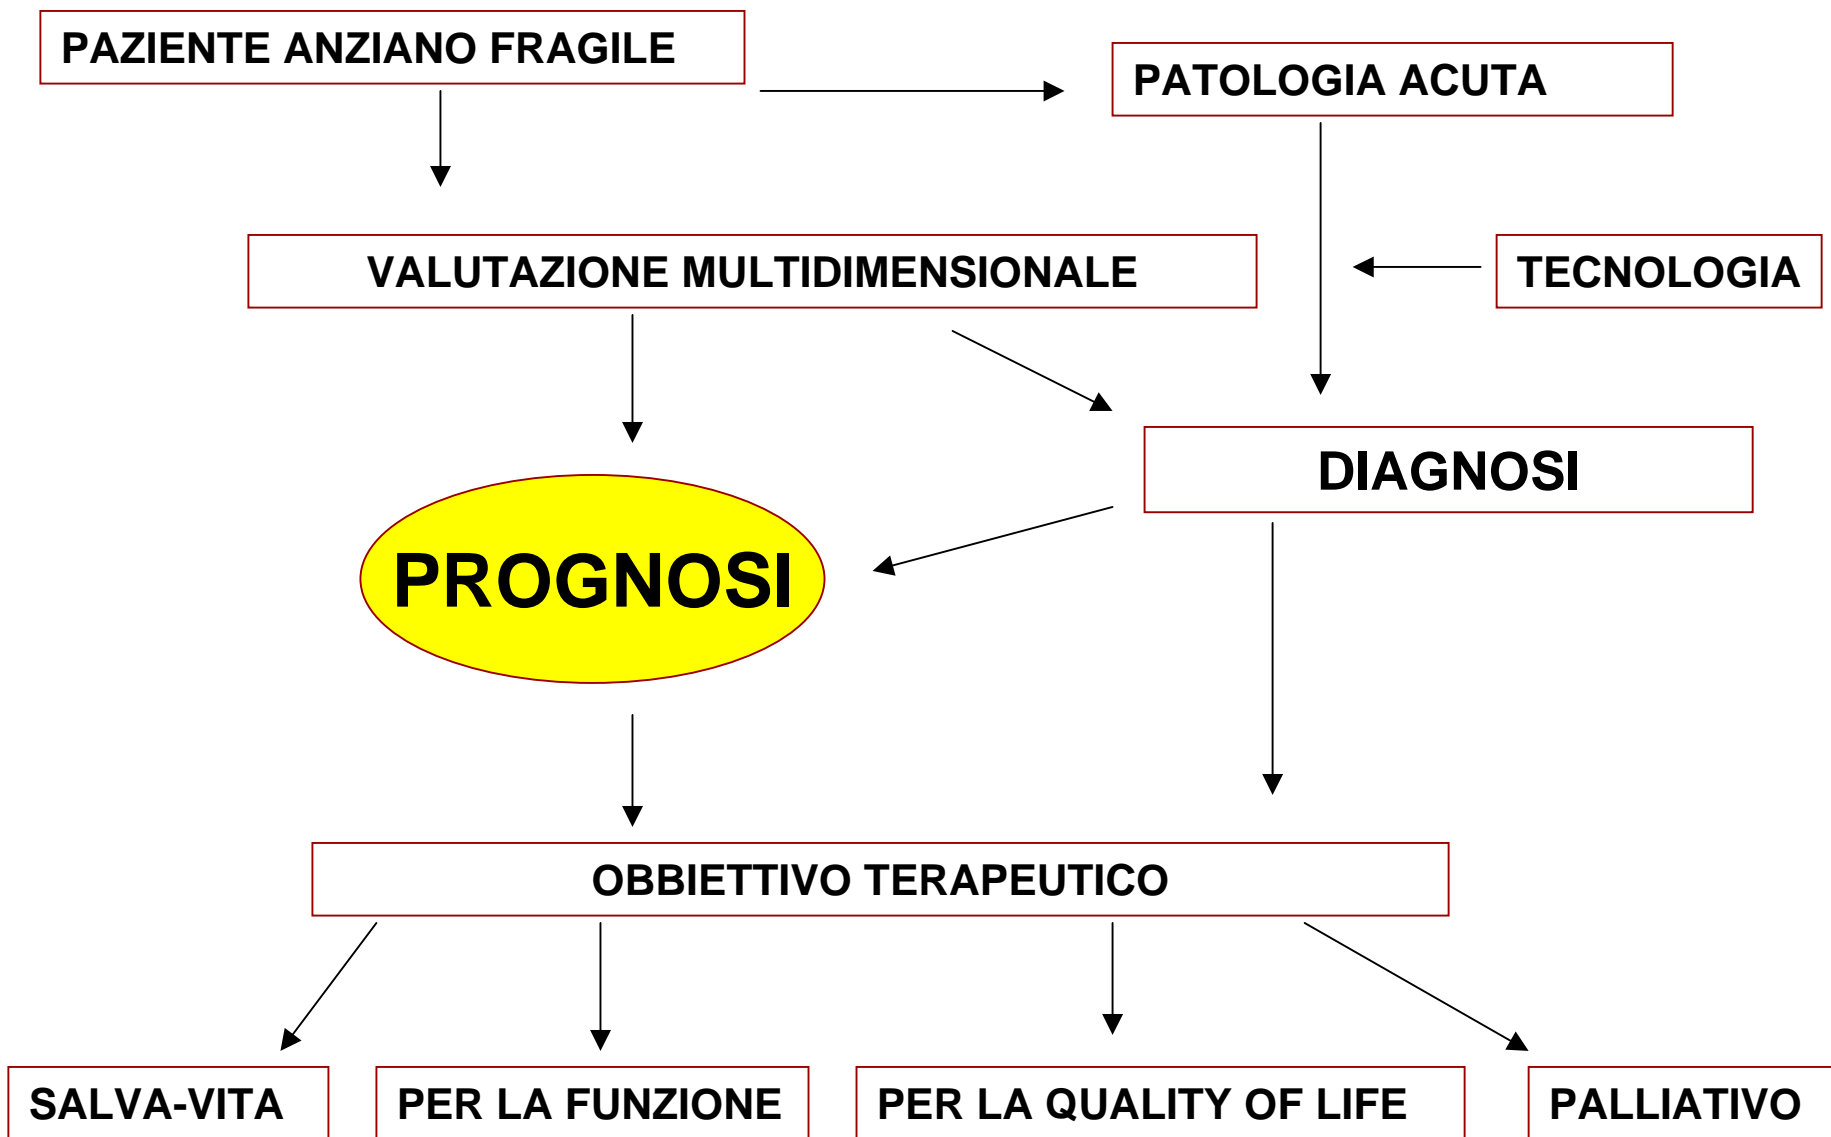 PAZIENTE ANZIANO FRAGILE
PATOLOGIA ACUTA
VALUTAZIONE MULTIDIMENSIONALE
TECNOLOGIA
DIAGNOSI
PROGNOSI
OBBIETTIVO TERAPEUTICO
SALVA-VITA
PER LA FUNZIONE
PER LA QUALITY OF LIFE
PALLIATIVO